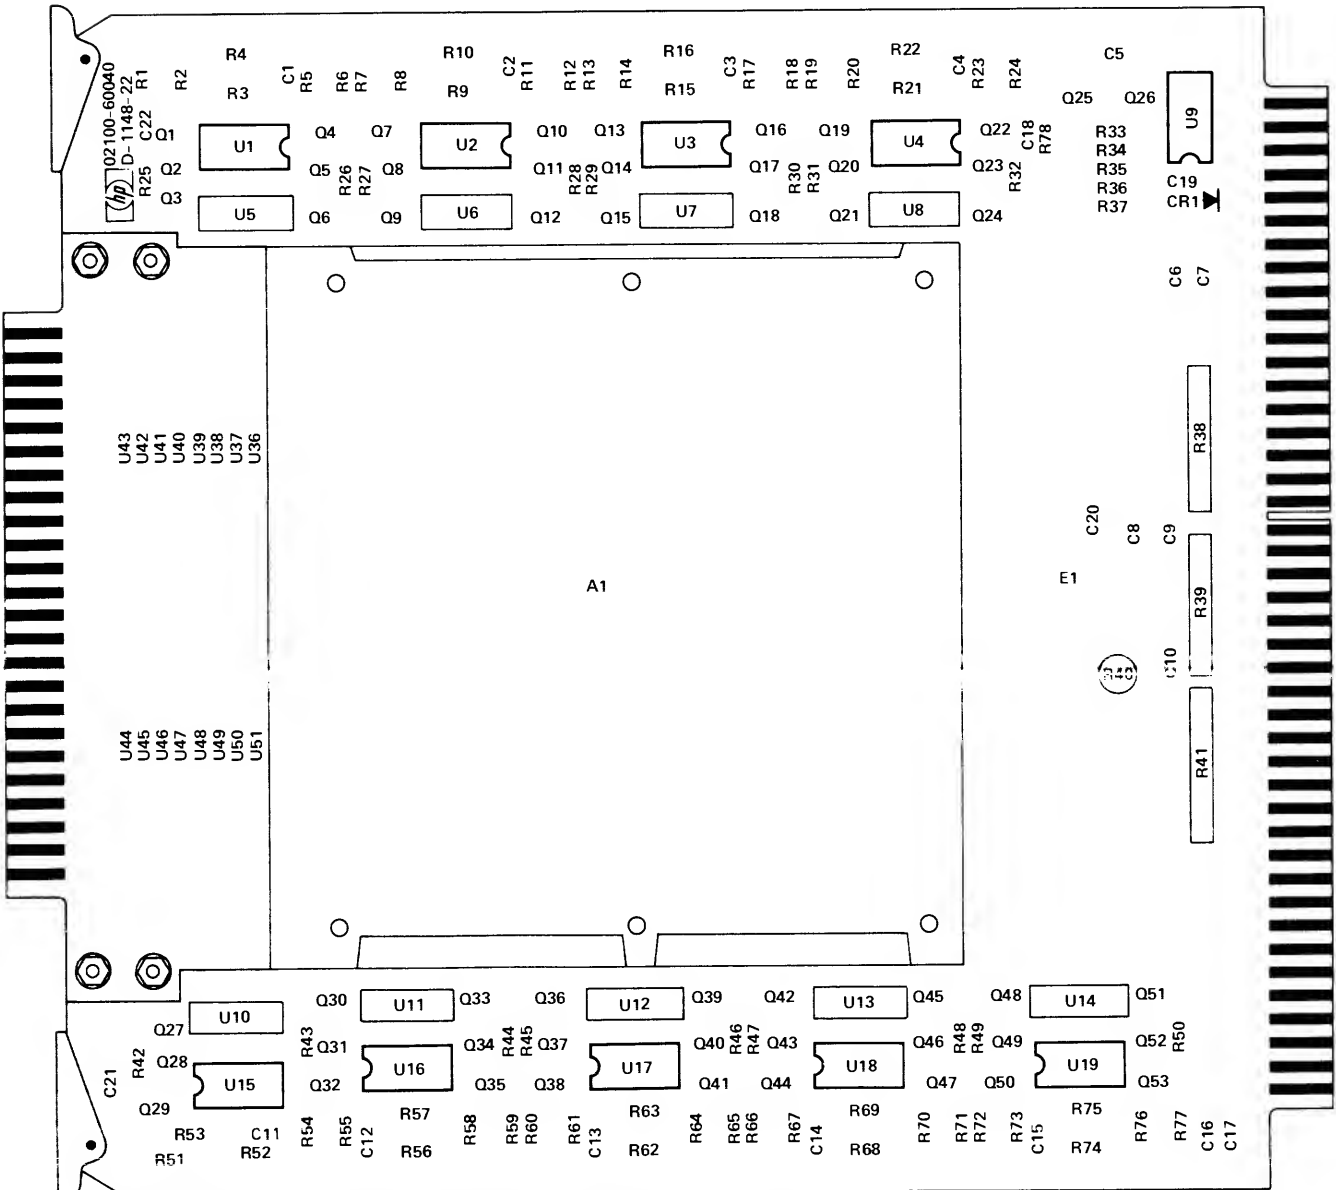 R4 R10 R16 R22 C5
R1 R2 C1 R5 R6 R7 R8 C2 R11 R12 R13 R14 C3 R17 R18 R19 R20 C4 R23 R24
R3 R9 R15 R21 Q25 Q26 U9
02100-60040
D-1148-22
hp
C22 Q1 U1 Q4 Q7 U2 Q10 Q13 U3 Q16 Q19 U4 Q22 C18 R78 R33
R34
R25 Q2 Q5 R26 R27 Q8 Q11 R28 R29 Q14 Q17 R30 R31 Q20 Q23 R32 R35
C19
R36
Q3 CR1
R37
U5 Q6 Q9 U6 Q12 Q15 U7 Q18 Q21 U8 Q24
C6 C7
U43 U42 U41 U40 U39 U38 U37 U36 R38
C20 C8 C9
A1 E1 R39
R40 C10
U44 U45 U46 U47 U48 U49 U50 U51 R41
Q30 U11 Q33 Q36 U12 Q39 Q42 U13 Q45 Q48 U14 Q51
Q27 U10
R42 Q28 R43 Q31 Q34 R44 R45 Q37 Q40 R46 R47 Q43 Q46 R48 R49 Q49 Q52 R50
C21 U15 Q32 U16 Q35 Q38 U17 Q41 Q44 U18 Q47 Q50 U19 Q53
Q29 R57 R63 R69 R75
R53 C11 R54 R55 C12 R58 R59 R60 R61 C13 R64 R65 R66 R67 C14 R70 R71 R72 R73 C15 R76 R77 C16 C17
R51 R52 R56 R62 R68 R74